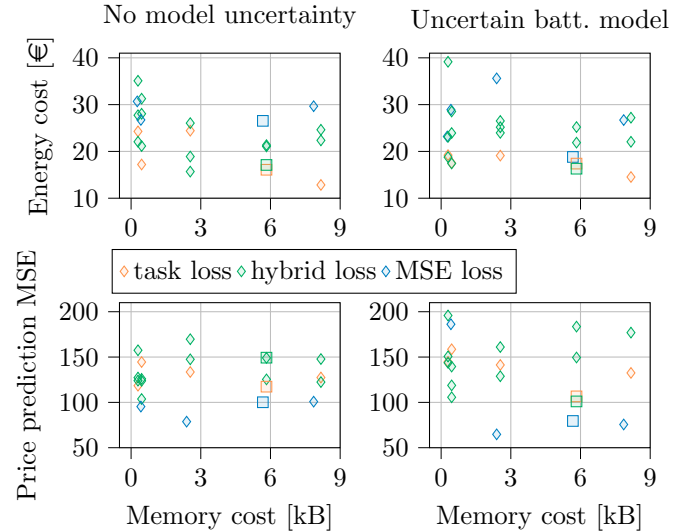 No model uncertainty
Uncertain batt. model
Energy cost [€]
40
30
20
10
0 3 6 9
40
30
20
10
0 3 6 9
task loss hybrid loss MSE loss
Price prediction MSE
200
150
100
50
0 3 6 9
200
150
100
50
0 3 6 9
Memory cost [kB]
Memory cost [kB]